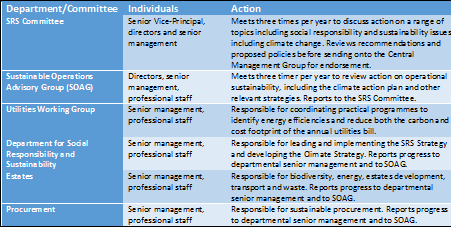 Department/Committee Individuals Action
SRS Committee Senior Vice-Principal, Meets three times per year to discuss action on a range of
directors and senior topics including social responsibility and sustainability issues
management including climate change. Reviews recommendations and
proposed policies before sending onto the Central
Management Group for endorsement.
Sustainable Operations Directors, senior Meets three timer per year to review action on operational
Advisory Group (SOAG) management, sustainability, including the climate action plan and other
professional staff relevant strategies. Reports to the SRS Committee.
Utilities Working Group Senior management, Responsible for coordinating practical programmes to
professional staff identify energy efficiencies and reduce both the carbon and
cost footprint of the annual utilities bill.
Department for Social Senior management, Responsible for leading and implementing the SRS Strategy
Responsibility and professional staff and developing the Climate Strategy. Reports progress to
Sustainability departmental senior management and to SOAG.
Estates Senior management, Responsible for biodiversity, energy, estates development,
professional staff transport and waste. Reports progress to departmental
senior management and to SOAG.
Procurement Senior management, Responsible for sustainable procurement. Reports progress
professional staff to departmental senior management and to SOAG.